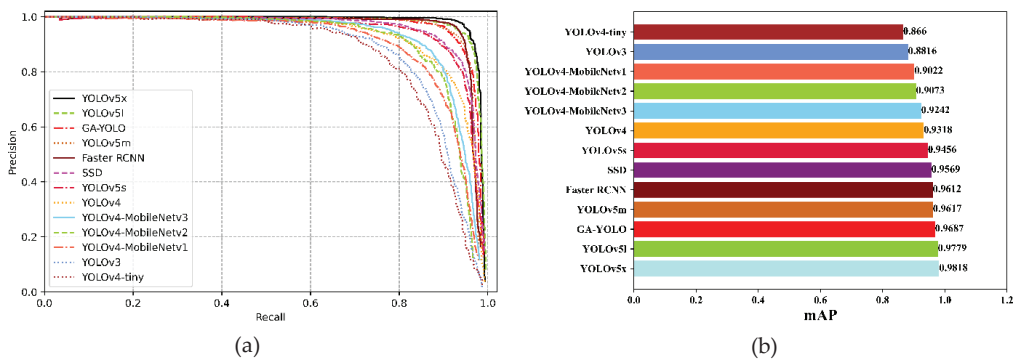 1.0
0.8
0.6
0.4
0.2
0.0
Precision
YOLOv5x
YOLOv5l
GA-YOLO
YOLOv5m
Faster RCNN
SSD
YOLOv5s
YOLOv4
YOLOv4-MobileNetv3
YOLOv4-MobileNetv2
YOLOv4-MobileNetv1
YOLOv3
YOLOv4-tiny
0.0 0.2 0.4 0.6 0.8 1.0
Recall
(a)
YOLOv4-tiny 0.866
YOLOv3 0.8816
YOLOv4-MobileNetv1 0.9022
YOLOv4-MobileNetv2 0.9073
YOLOv4-MobileNetv3 0.9242
YOLOv4 0.9318
YOLOv5s 0.9456
SSD 0.9569
Faster RCNN 0.9612
YOLOv5m 0.9617
GA-YOLO 0.9687
YOLOv5l 0.9779
YOLOv5x 0.9818
0.0 0.2 0.4 0.6 0.8 1.0 1.2
mAP
(b)